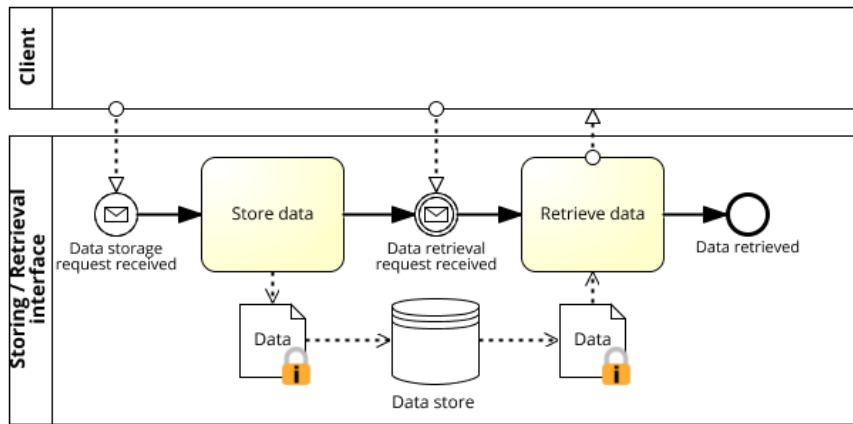 Client
Storing / Retrieval
interface
Store data
Retrieve data
Data storage
request received
Data retrieval
request received
Data retrieved
Data
i
Data
i
Data store